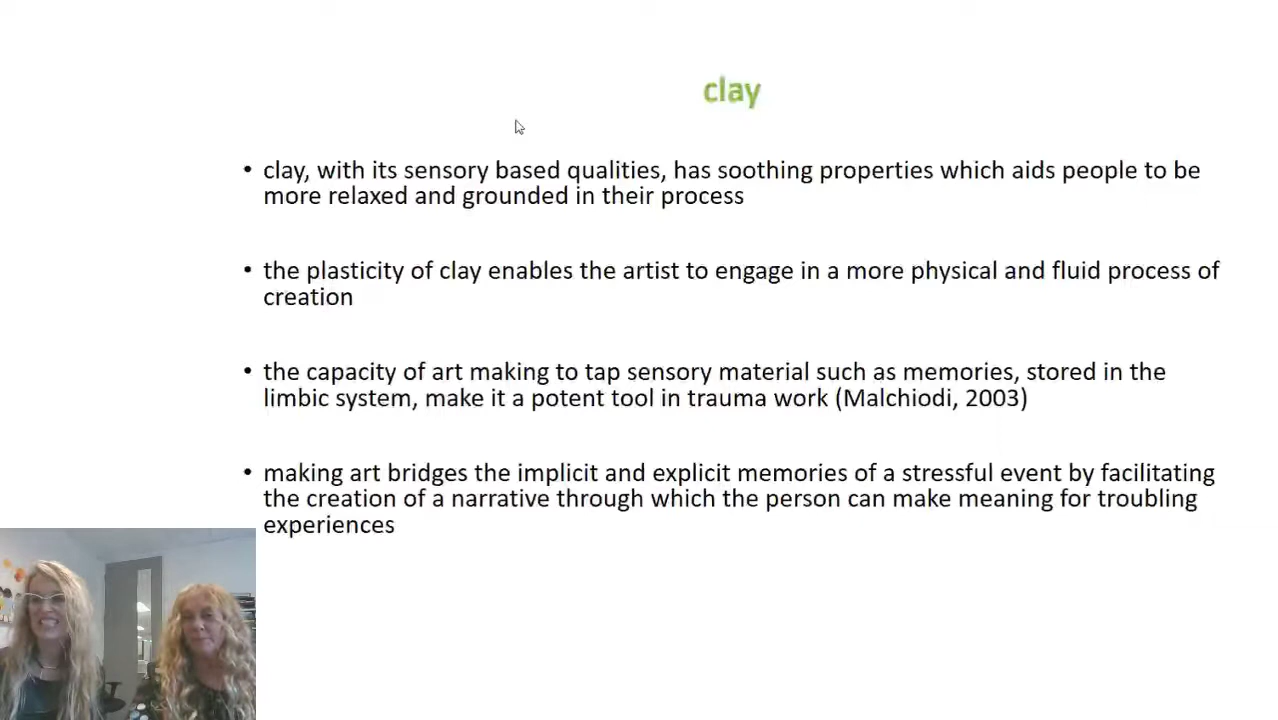 clay
• clay, with its sensory based qualities, has soothing properties which aids people to be
more relaxed and grounded in their process
• the plasticity of clay enables the artist to engage in a more physical and fluid process of
creation
• the capacity of art making to tap sensory material such as memories, stored in the
limbic system, make it a potent tool in trauma work (Malchiodi, 2003)
• making art bridges the implicit and explicit memories of a stressful event by facilitating
the creation of a narrative through which the person can make meaning for troubling
experiences